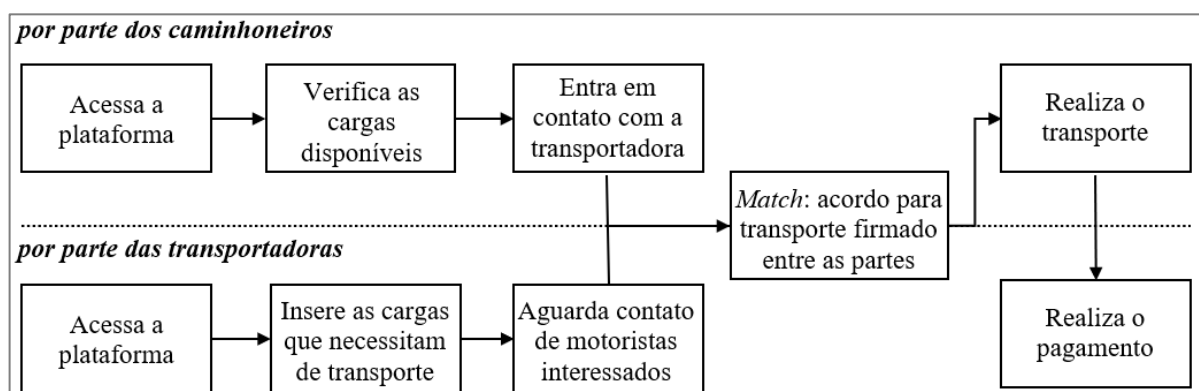 por parte dos caminhoneiros
Acessa a
plataforma
Verifica as
cargas
disponíveis
Entra em
contato com a
transportadora
Match: acordo para
transporte firmado
entre as partes
Realiza o
transporte
por parte das transportadoras
Acessa a
plataforma
Insere as cargas
que necessitam
de transporte
Aguarda contato
de motoristas
interessados
Realiza o
pagamento